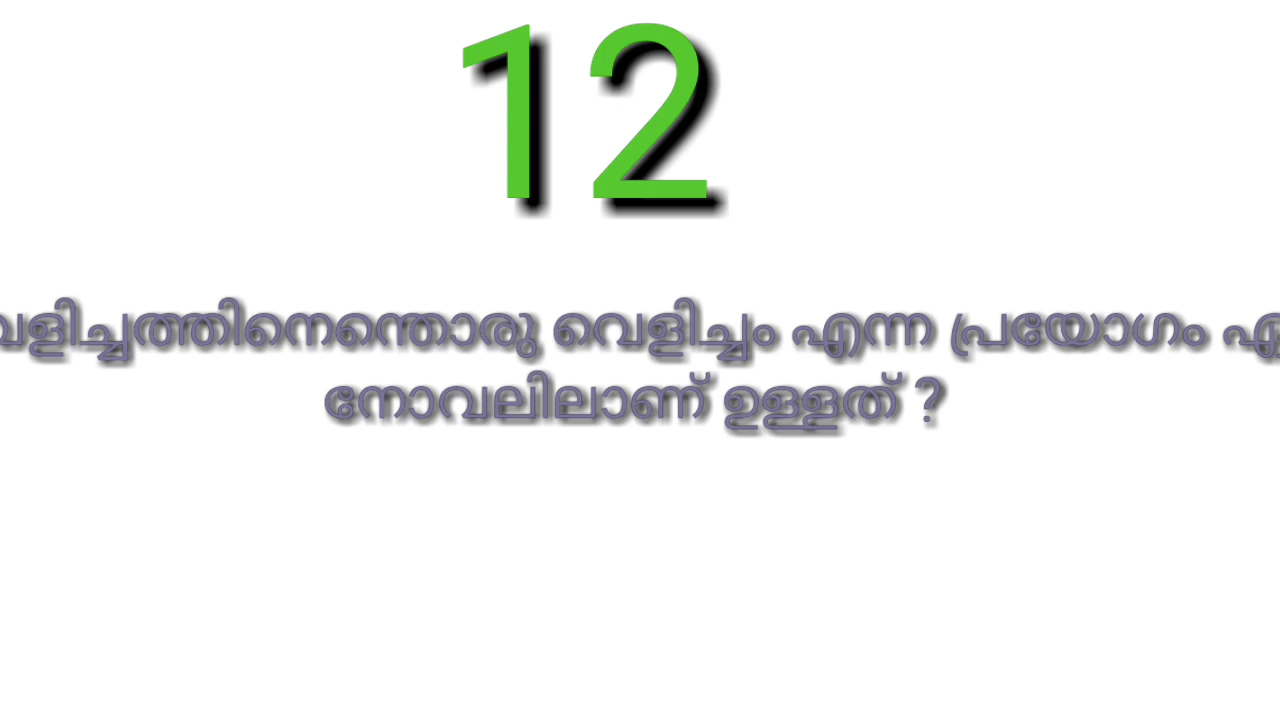 12
വെളിച്ചത്തിനെന്തൊരു വെളിച്ചം എന്ന പ്രയോഗം
നോവലിലാണ് ഉള്ളത് ?